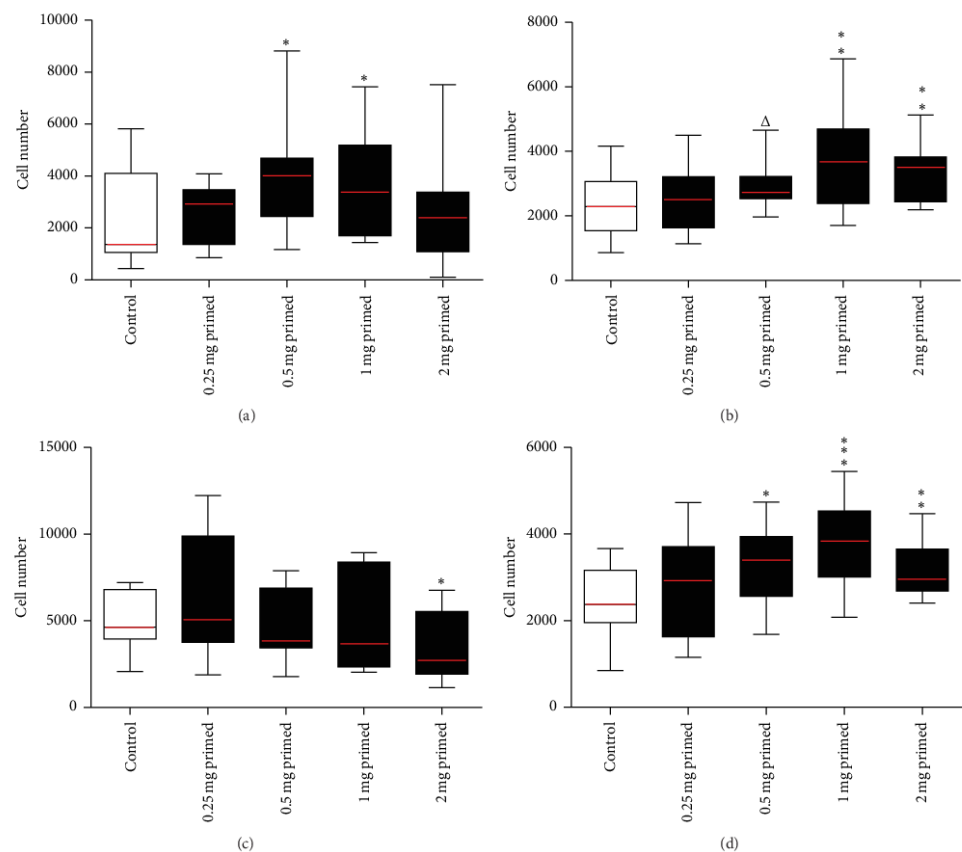 10000
8000
6000
4000
2000
0
Cell number
*
*
Control
0.25 mg primed
0.5 mg primed
1 mg primed
2 mg primed
(a)
8000
6000
4000
2000
0
Cell number
Δ
*
*
*
*
Control
0.25 mg primed
0.5 mg primed
1 mg primed
2 mg primed
(b)
15000
10000
5000
0
Cell number
*
Control
0.25 mg primed
0.5 mg primed
1 mg primed
2 mg primed
(c)
6000
4000
2000
0
Cell number
*
*
*
*
*
*
Control
0.25 mg primed
0.5 mg primed
1 mg primed
2 mg primed
(d)